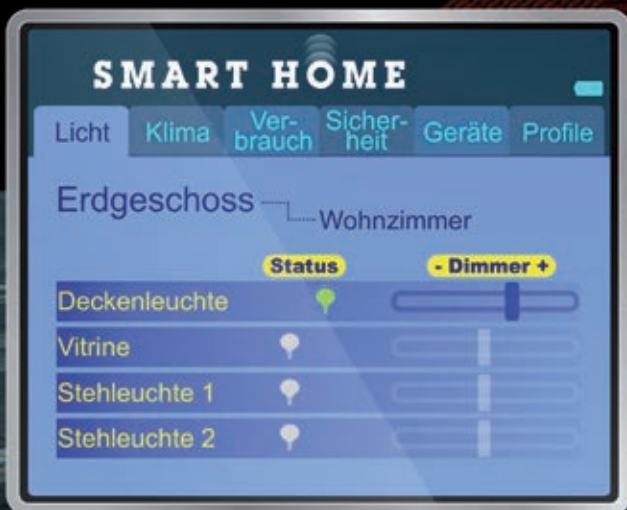 SMART HOME
Licht Klima Ver-brauch Sicher-heit Geräte Profile
Erdgeschoss
Wohnzimmer
Status - Dimmer +
Deckenleuchte
Vitrine
Stehleuchte 1
Stehleuchte 2